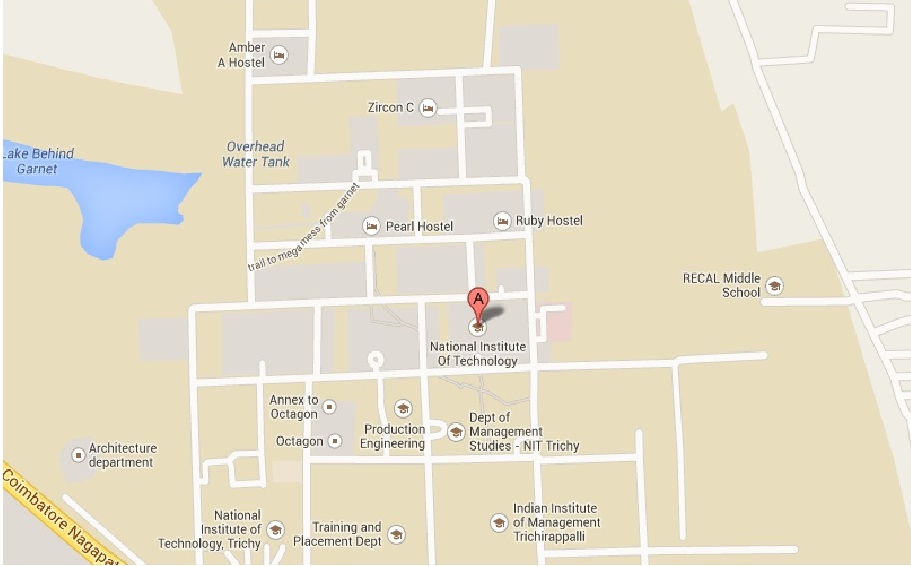 Amber
A Hostel
Zircon C
Overhead
Water Tank
Lake Behind
Garnet
trail to mega mess from garnet
Pearl Hostel
Ruby Hostel
RECAL Middle
School
A
National Institute
Of Technology
Annex to
Octagon
Octagon
Production
Engineering
Dept of
Management
Studies - NIT Trichy
Architecture
department
Coimbatore Nagapat
National
Institute of
Technology, Trichy
Training and
Placement Dept
Indian Institute
of Management
Trichirappalli